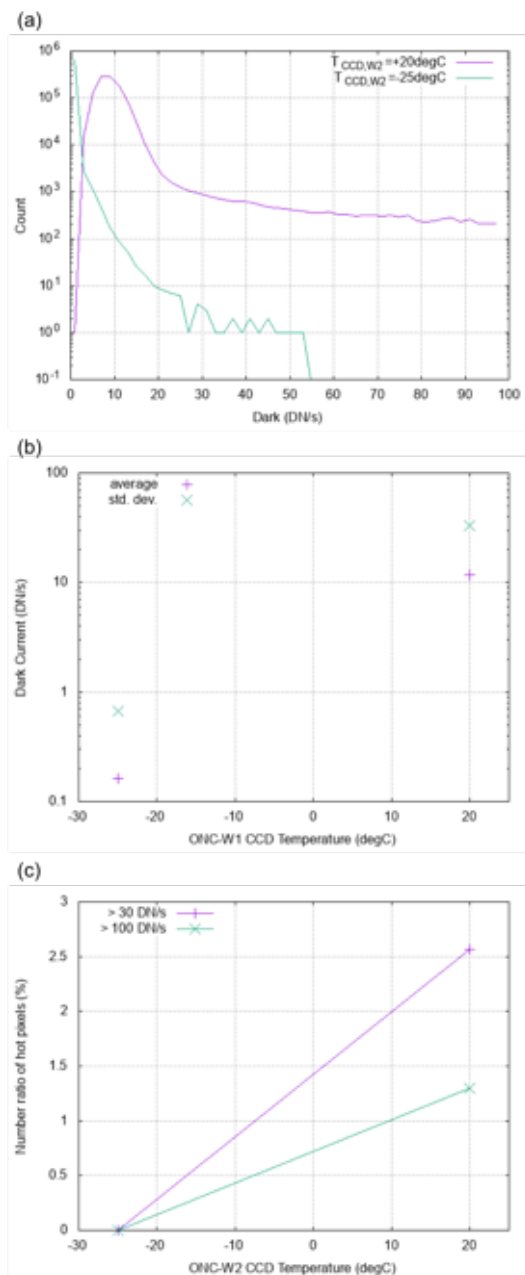 (a)
10^6
10^5
10^4
10^3
10^2
10^1
10^0
10^-1
Count
T CCD,W2 =+20degC
T CCD,W2 =-25degC
0 10 20 30 40 50 60 70 80 90 100
Dark (DN/s)
(b)
100
10
1
0.1
Dark Current (DN/s)
average
std. dev.
-30 -20 -10 0 10 20 30
ONC-W1 CCD Temperature (degC)
(c)
3
2.5
2
1.5
1
0.5
0
Number ratio of hot pixels (%)
> 30 DN/s
> 100 DN/s
-30 -20 -10 0 10 20 30
ONC-W2 CCD Temperature (degC)